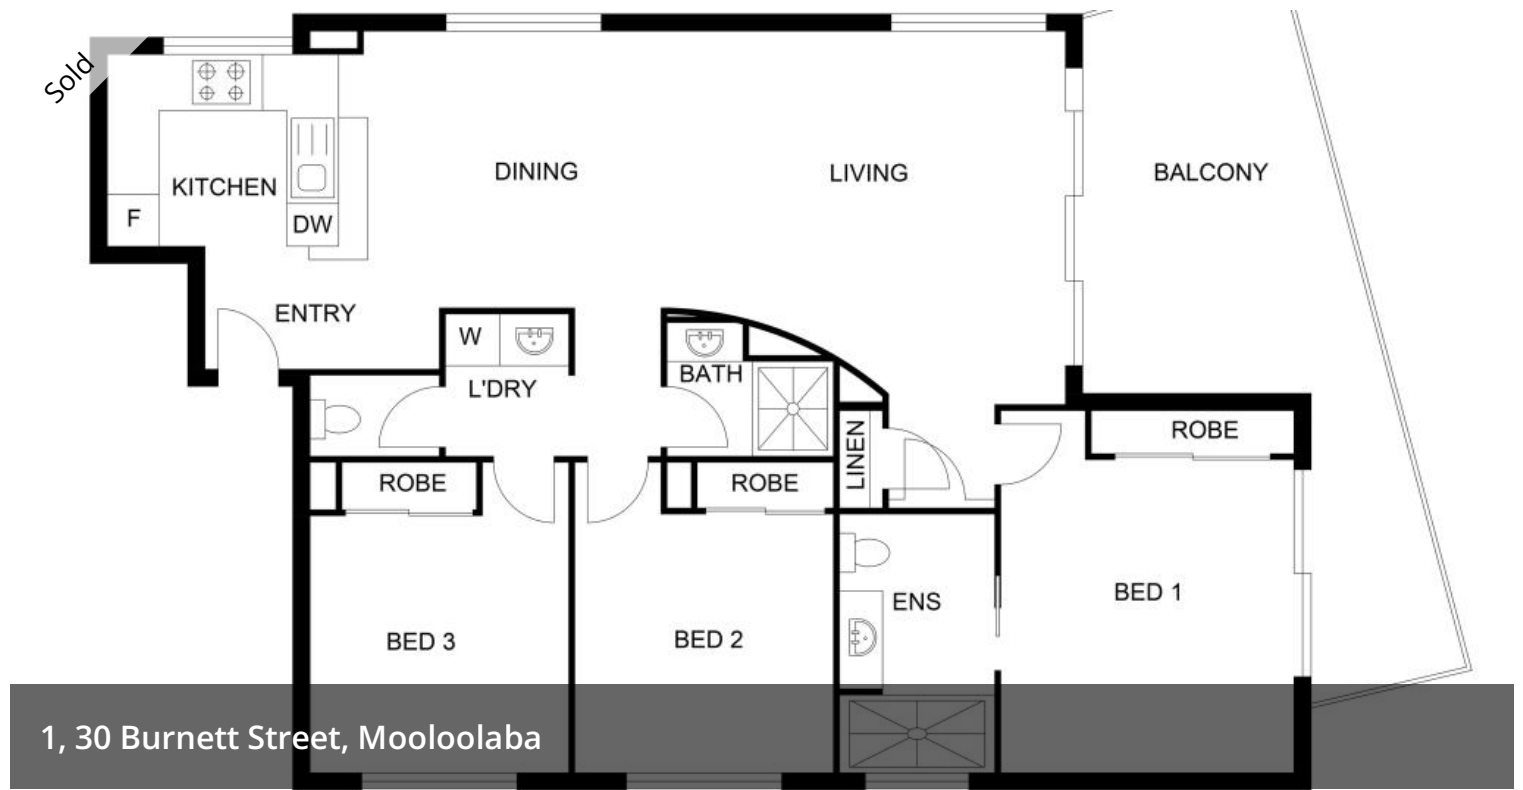 Sold
DINING
LIVING
BALCONY
KITCHEN
F
DW
ENTRY
W
L'DRY
BATH
LINEN
ROBE
ROBE
ROBE
ENS
BED 1
BED 3
BED 2
1, 30 Burnett Street, Mooloolaba